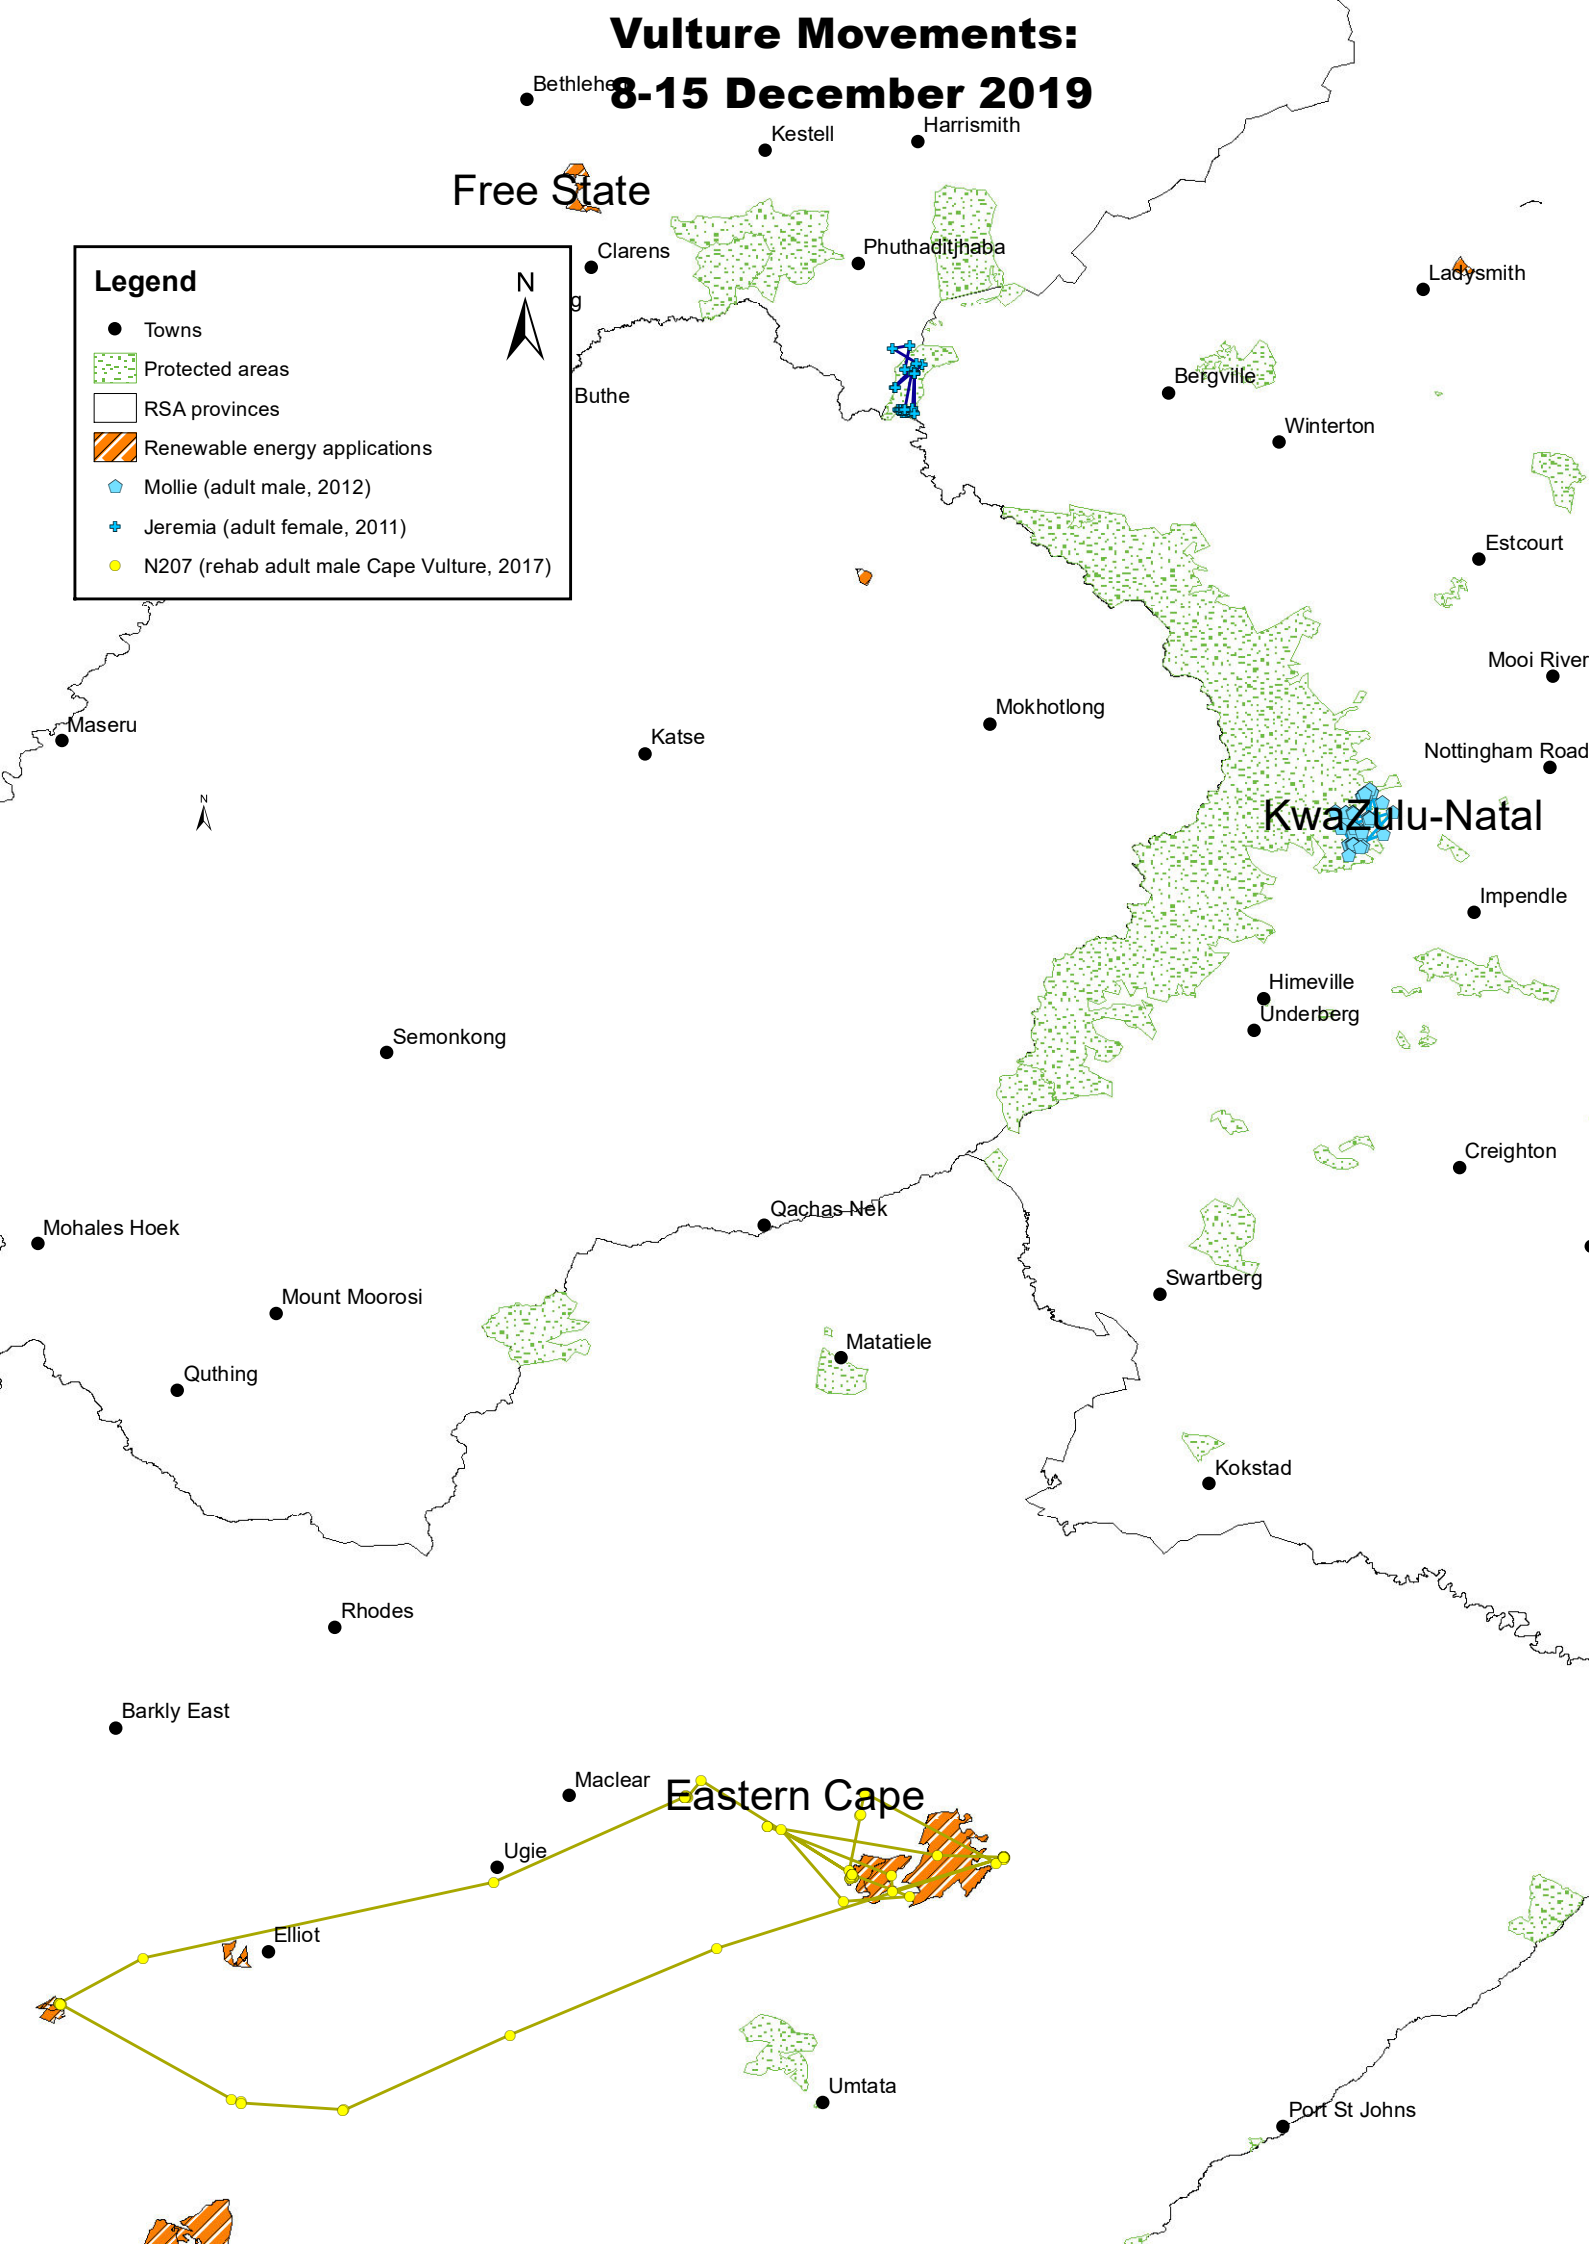 Vulture Movements:
8-15 December 2019
Bethlehe
Kestell
Harrismith
Free State
Clarens
Phuthaditjhaba
Ladysmith
Legend
N
g
Towns
Protected areas
RSA provinces
Renewable energy applications
Mollie (adult male, 2012)
Jeremia (adult female, 2011)
N207 (rehab adult male Cape Vulture, 2017)
Buthe
Bergville
Winterton
Estcourt
Mooi River
Maseru
Katse
Mokhotlong
Nottingham Road
N
KwaZulu-Natal
Impendle
Himeville
Underberg
Semonkong
Creighton
Qachas Nek
Mohales Hoek
Swartberg
Mount Moorosi
Matatiele
Quthing
Kokstad
Rhodes
Barkly East
Maclear
Eastern Cape
Ugie
Elliot
Umtata
Port St Johns